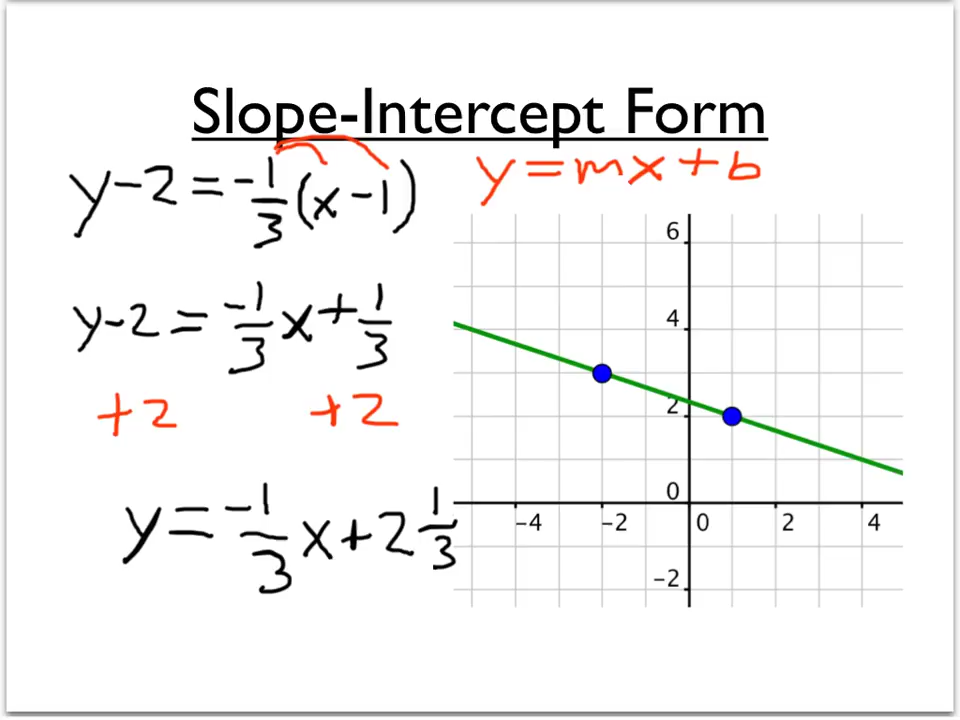 Slope-Intercept Form
y-2=-1/3(x-1)
y=mx+b
y-2=-1/3x+1/3
+2 +2
y=-1/3x+2 1/3
6
4
2
0
-4 -2 0 2 4
-2